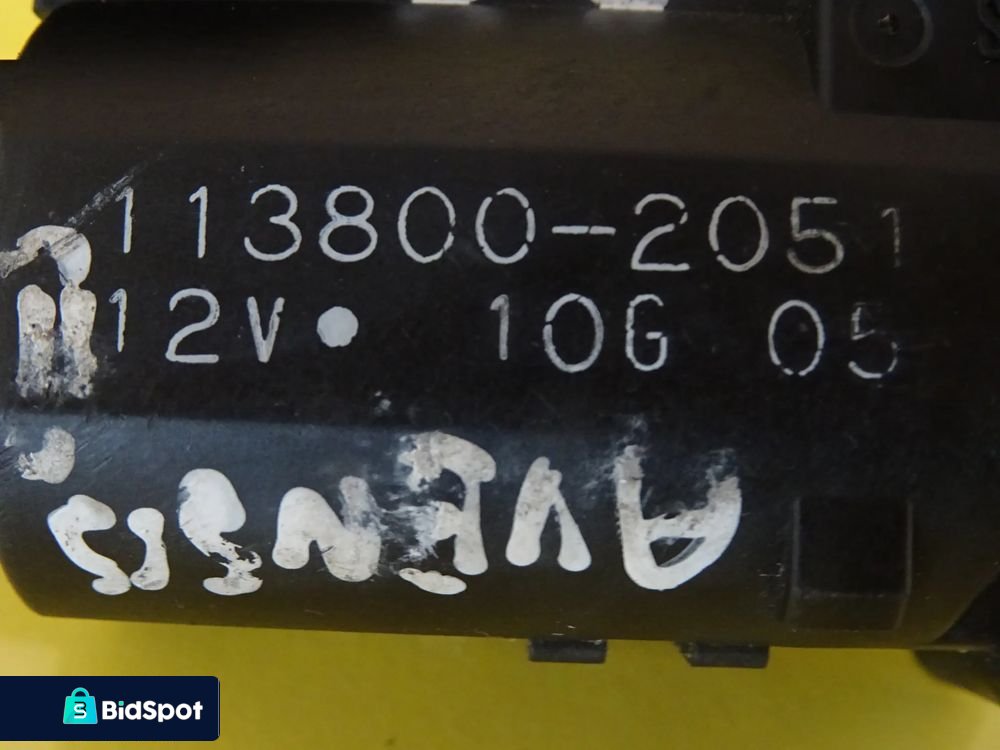 113800-2051
12V• 10G 05
AVENSIS
BidSpot